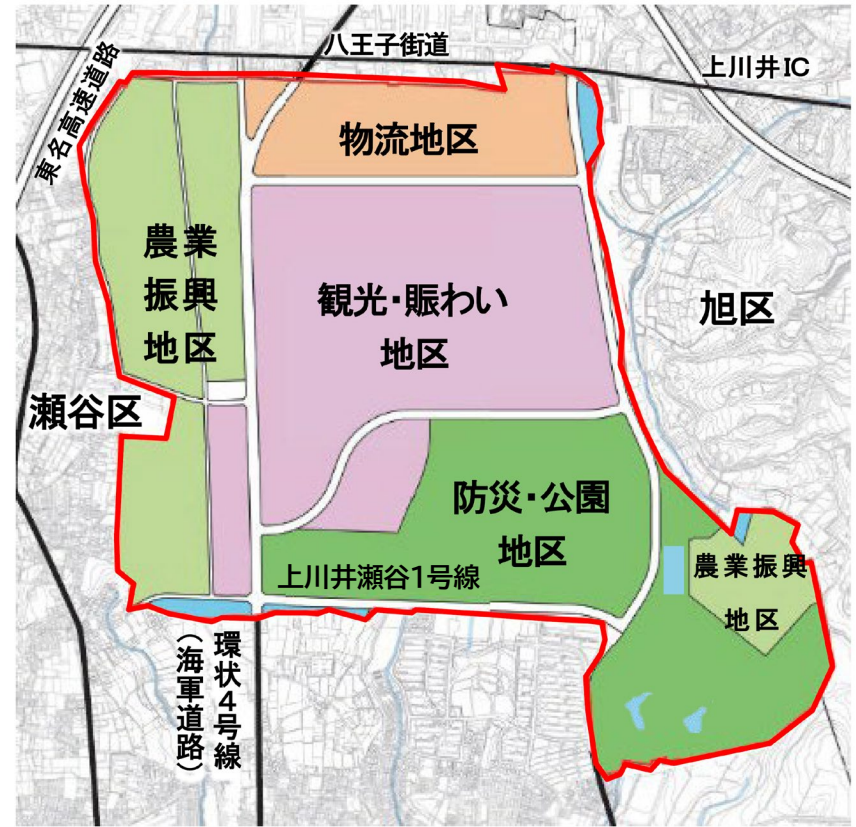 八王子街道
上川井IC
東名高速道路
物流地区
農業
振興
地区
観光・賑わい
地区
旭区
瀬谷区
防災・公園
地区
農業振興
地区
上川井瀬谷1号線
環状4号線
(海軍道路)